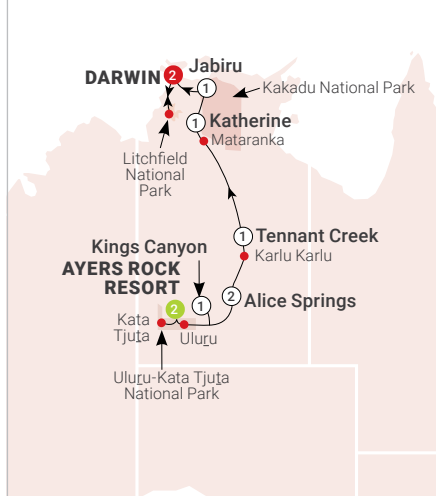 Jabiru
DARWIN 2
1
Kakadu National Park
1 Katherine
Mataranka
Litchfield
National
Park
1 Tennant Creek
Karlu Karlu
Kings Canyon
AYERS ROCK
RESORT
2 Alice Springs
2
1
Kata
Tjuṯa
Uluṟu
Uluṟu-Kata Tjuṯa
National Park